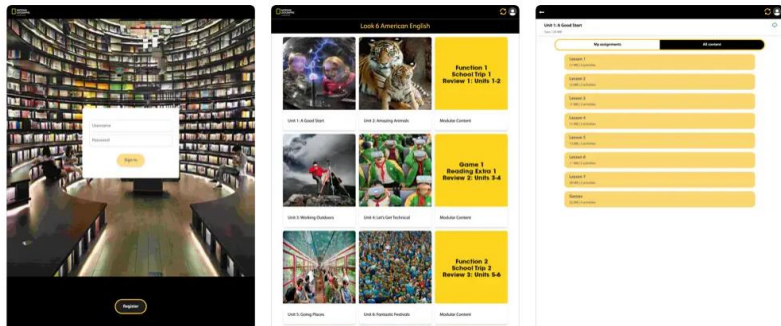 NATIONAL
GEOGRAPHIC
Username
Password
Sign in
Register
Look 6 American English
Unit 1: A Good Start
Unit 2: Amazing Animals
Function 1
School Trip 1
Review 1: Units 1-2
Modular Content
Unit 3: Working Outdoors
Unit 4: Let's Get Technical
Game 1
Reading Extra 1
Review 2: Units 3-4
Modular Content
Unit 5: Going Places
Unit 6: Fantastic Festivals
Function 2
School Trip 2
Review 3: Units 5-6
Modular Content
Unit 1: A Good Start
My assignments
All content
Lesson 1
Lesson 2
Lesson 3
Lesson 4
Lesson 5
Lesson 6
Lesson 7
Review